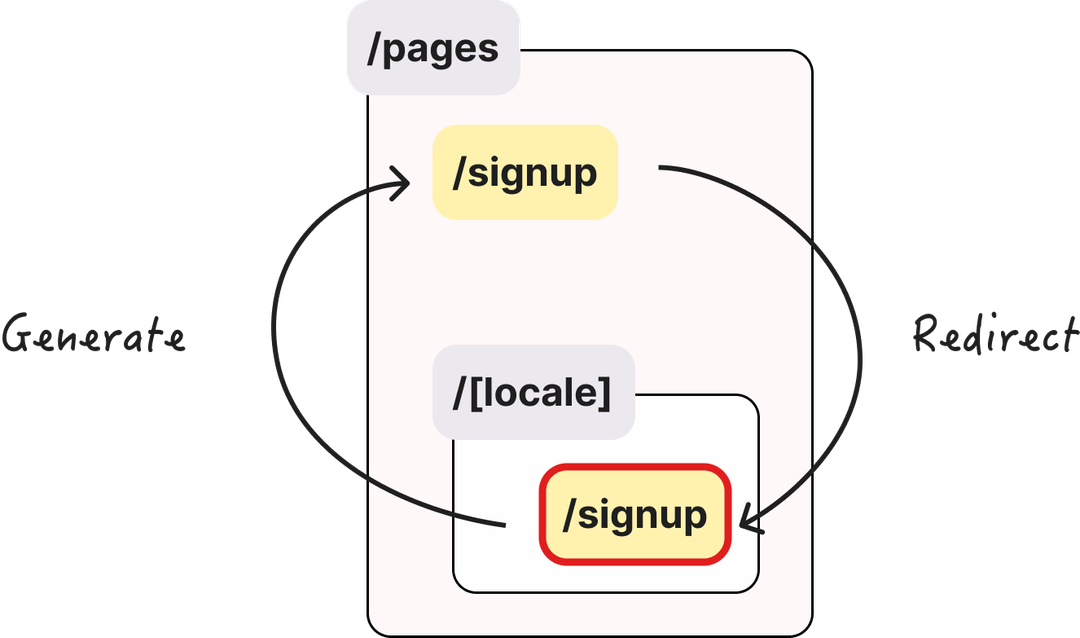 /pages
/signup
Generate
Redirect
/[locale]
/signup